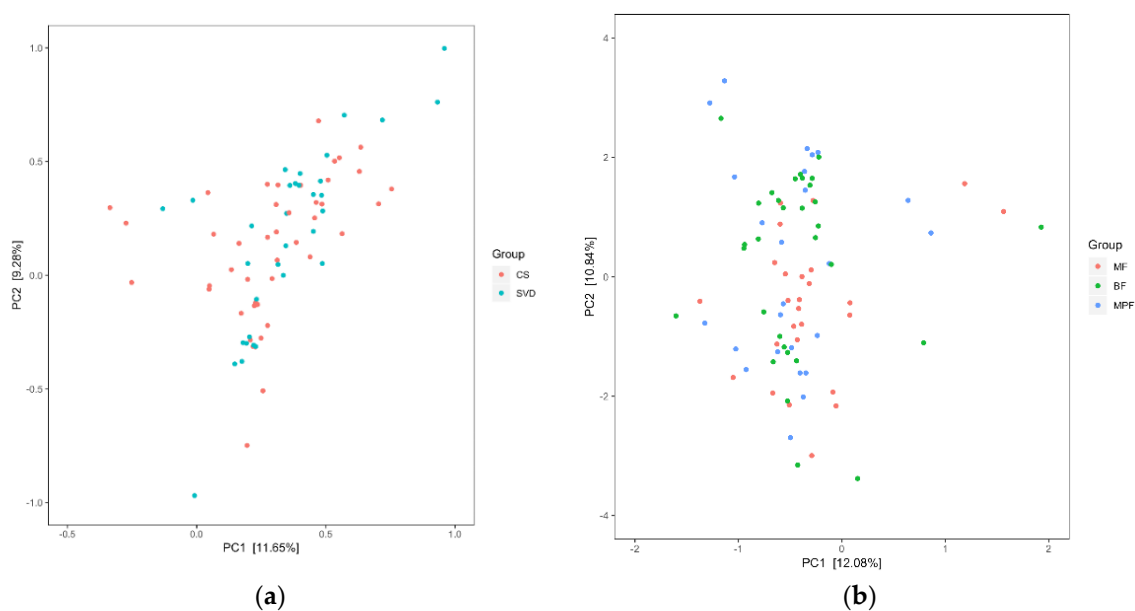 1.0
0.5
0.0
-0.5
-1.0
PC2 [9.28%]
-0.5 0.0 0.5 1.0
PC1 [11.65%]
Group
CS
SVD
(a)
4
2
0
-2
-4
PC2 [10.84%]
-2 -1 0 1 2
PC1 [12.08%]
Group
MF
BF
MPF
(b)